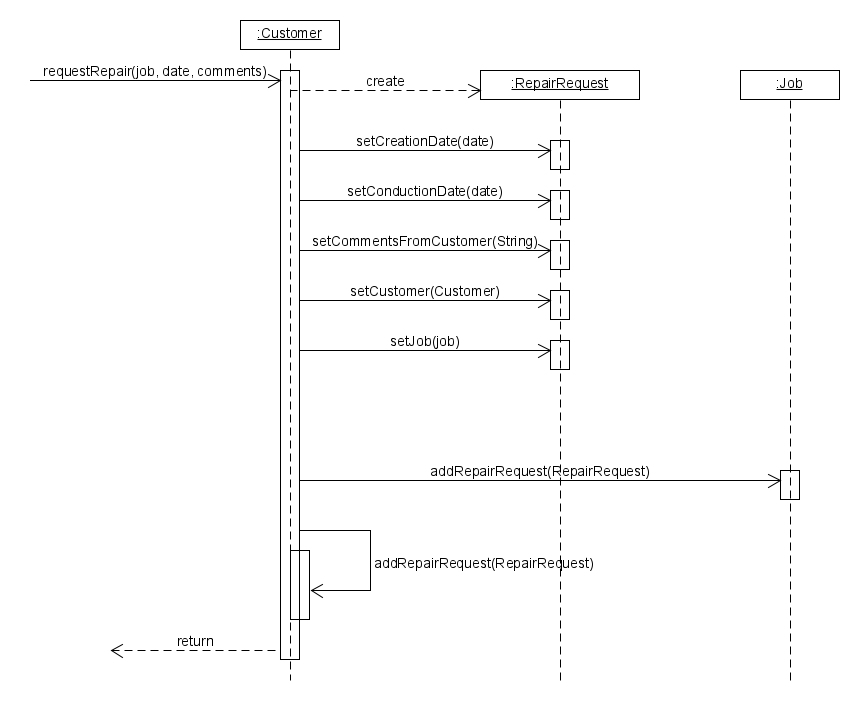 :Customer
requestRepair(job, date, comments)
create
:RepairRequest
:Job
setCreationDate(date)
setConductionDate(date)
setCommentsFromCustomer(String)
setCustomer(Customer)
setJob(job)
addRepairRequest(RepairRequest)
addRepairRequest(RepairRequest)
return